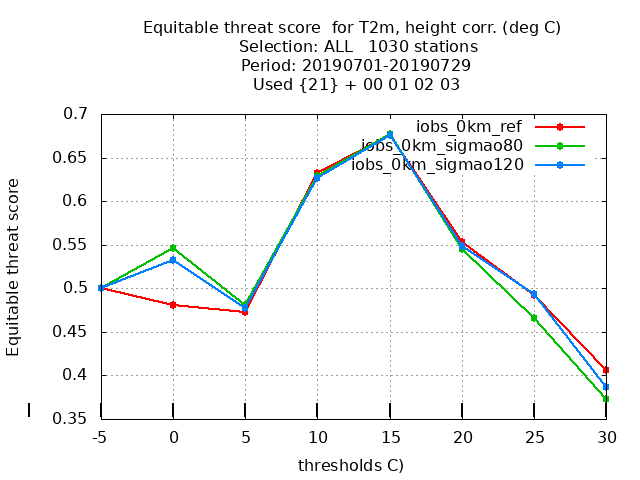 Equitable threat score  for T2m, height corr. (deg C)
Selection: ALL   1030 stations
Period: 20190701-20190729
Used {21} + 00 01 02 03
0.7
0.65
0.6
0.55
0.5
0.45
0.4
0.35
Equitable threat score
iobs_0km_ref
iobs_0km_sigmao80
iobs_0km_sigmao120
-5
0
5
10
15
20
25
30
thresholds C)